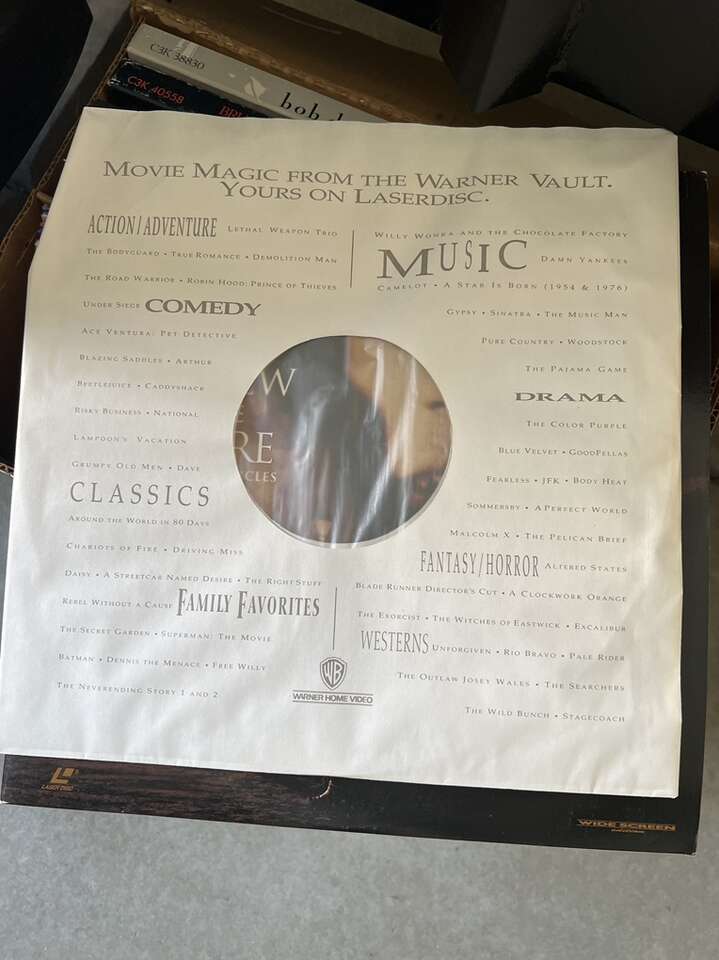 C3K 38830
C3K 40558
bob d
MOVIE MAGIC FROM THE WARNER VAULT.
YOURS ON LASERDISC.
ACTION/ADVENTURE LETHAL WEAPON TRIO
THE BODYGUARD • TRUE ROMANCE • DEMOLITION MAN
THE ROAD WARRIOR • ROBIN HOOD: PRINCE OF THIEVES
UNDER SIEGE COMEDY
ACE VENTURA: PET DETECTIVE
BLAZING SADDLES • ARTHUR
BEETLEJUICE • CADDYSHACK
RISKY BUSINESS • NATIONAL
LAMPOON'S VACATION
GRUMPY OLD MEN • DAVE
CLASSICS
AROUND THE WORLD IN 80 DAYS
CHARIOTS OF FIRE • DRIVING MISS
DAISY • A STREETCAR NAMED DESIRE • THE RIGHT STUFF
REBEL WITHOUT A CAUSE FAMILY FAVORITES
THE SECRET GARDEN • SUPERMAN: THE MOVIE
BATMAN • DENNIS THE MENACE • FREE WILLY
THE NEVERENDING STORY 1 AND 2
WILLY WONKA AND THE CHOCOLATE FACTORY
MUSIC DAMN YANKEES
CAMELOT • A STAR IS BORN (1954 & 1976)
GYPSY • SINATRA • THE MUSIC MAN
PURE COUNTRY • WOODSTOCK
THE PAJAMA GAME
DRAMA
THE COLOR PURPLE
BLUE VELVET • GOODFELLAS
FEARLESS • JFK • BODY HEAT
SOMMERSBY • A PERFECT WORLD
MALCOLM X • THE PELICAN BRIEF
FANTASY/HORROR ALTERED STATES
BLADE RUNNER DIRECTOR'S CUT • A CLOCKWORK ORANGE
THE EXORCIST • THE WITCHES OF EASTWICK • EXCALIBUR
WESTERNS UNFORGIVEN • RIO BRAVO • PALE RIDER
THE OUTLAW JOSEY WALES • THE SEARCHERS
THE WILD BUNCH • STAGECOACH
EW
RE
CLES
WB
WARNER HOME VIDEO
LASER DISC
WIDE SCREEN
edition